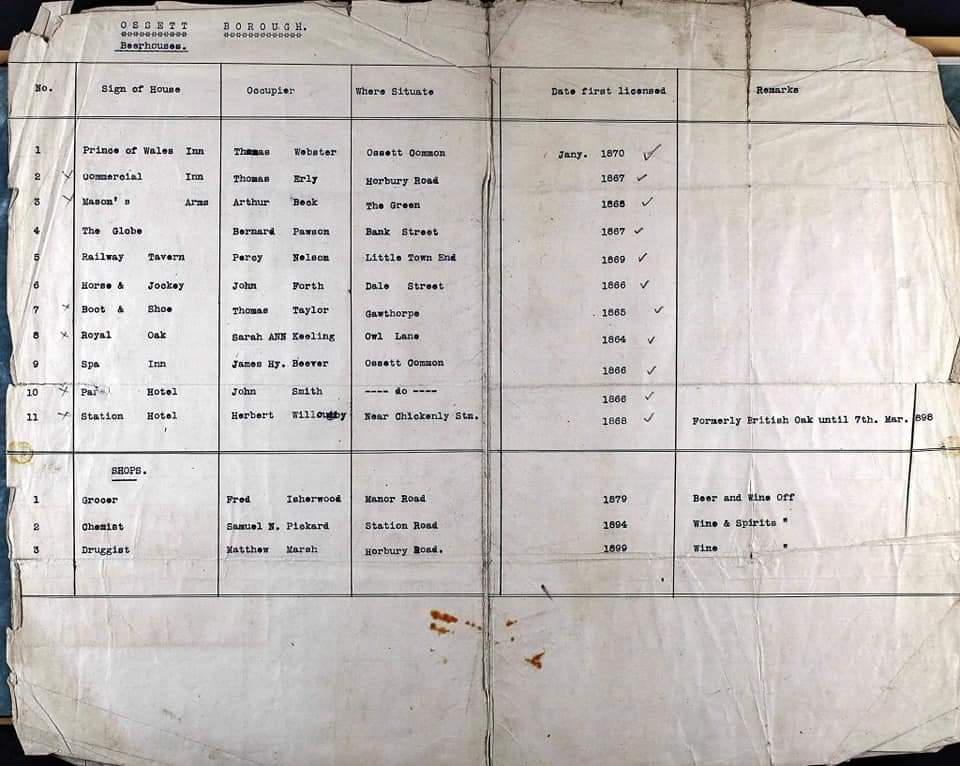 OSSETT BOROUGH.
Beerhouses.
No. Sign of House Occupier Where Situate Date first licensed Remarks
1 Prince of Wales Inn Thomas Webster Ossett Common Jany. 1870
2 Commercial Inn Thomas Erly Horbury Road 1867
3 Mason's Arms Arthur Beck The Green 1868
4 The Globe Bernard Pawson Bank Street 1867
5 Railway Tavern Percy Nelson Little Town End 1869
6 Horse & Jockey John Forth Dale Street 1866
7 Boot & Shoe Thomas Taylor Gawthorpe 1865
8 Royal Oak Sarah ANN Keeling Owl Lane 1864
9 Spa Inn James Hy. Beever Ossett Common 1866
10 Hotel John Smith ---- do ---- 1866
11 Station Hotel Herbert Near Chickenly Stn. 1868 Formerly British Oak until 7th. Mar. 898
SHOPS.
1 Grocer Fred Isherwood Manor Road 1879 Beer and Wine Off
2 Chemist Samuel N. Pickard Station Road 1894 Wine & Spirits "
3 Druggist Matthew Marsh Horbury Road. 1899 Wine "